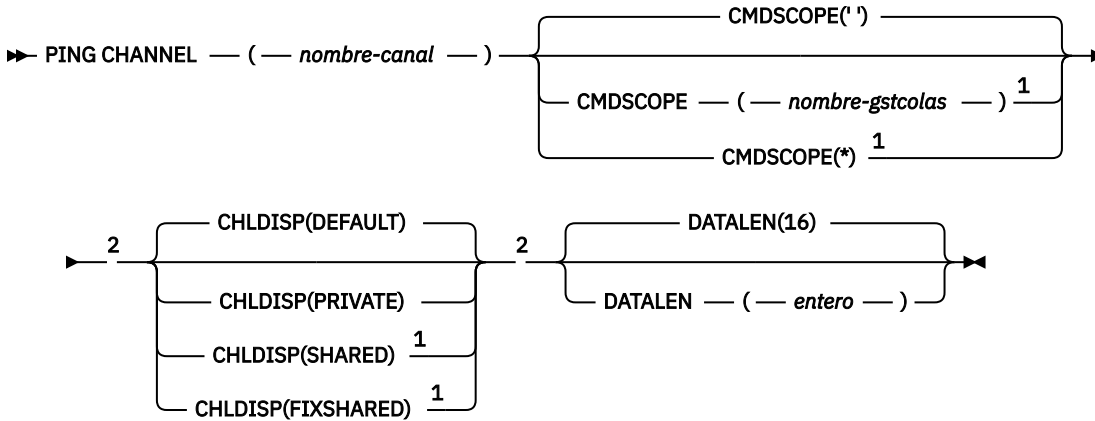 CMDSCOPE(' ')
PING CHANNEL ( nombre-canal )
CMDSCOPE ( nombre-gstcolas ) 1
CMDSCOPE(*) 1
2 CHLDISP(DEFAULT) 2 DATALEN(16)
CHLDISP(PRIVATE) DATALEN ( entero )
CHLDISP(SHARED) 1
CHLDISP(FIXSHARED) 1